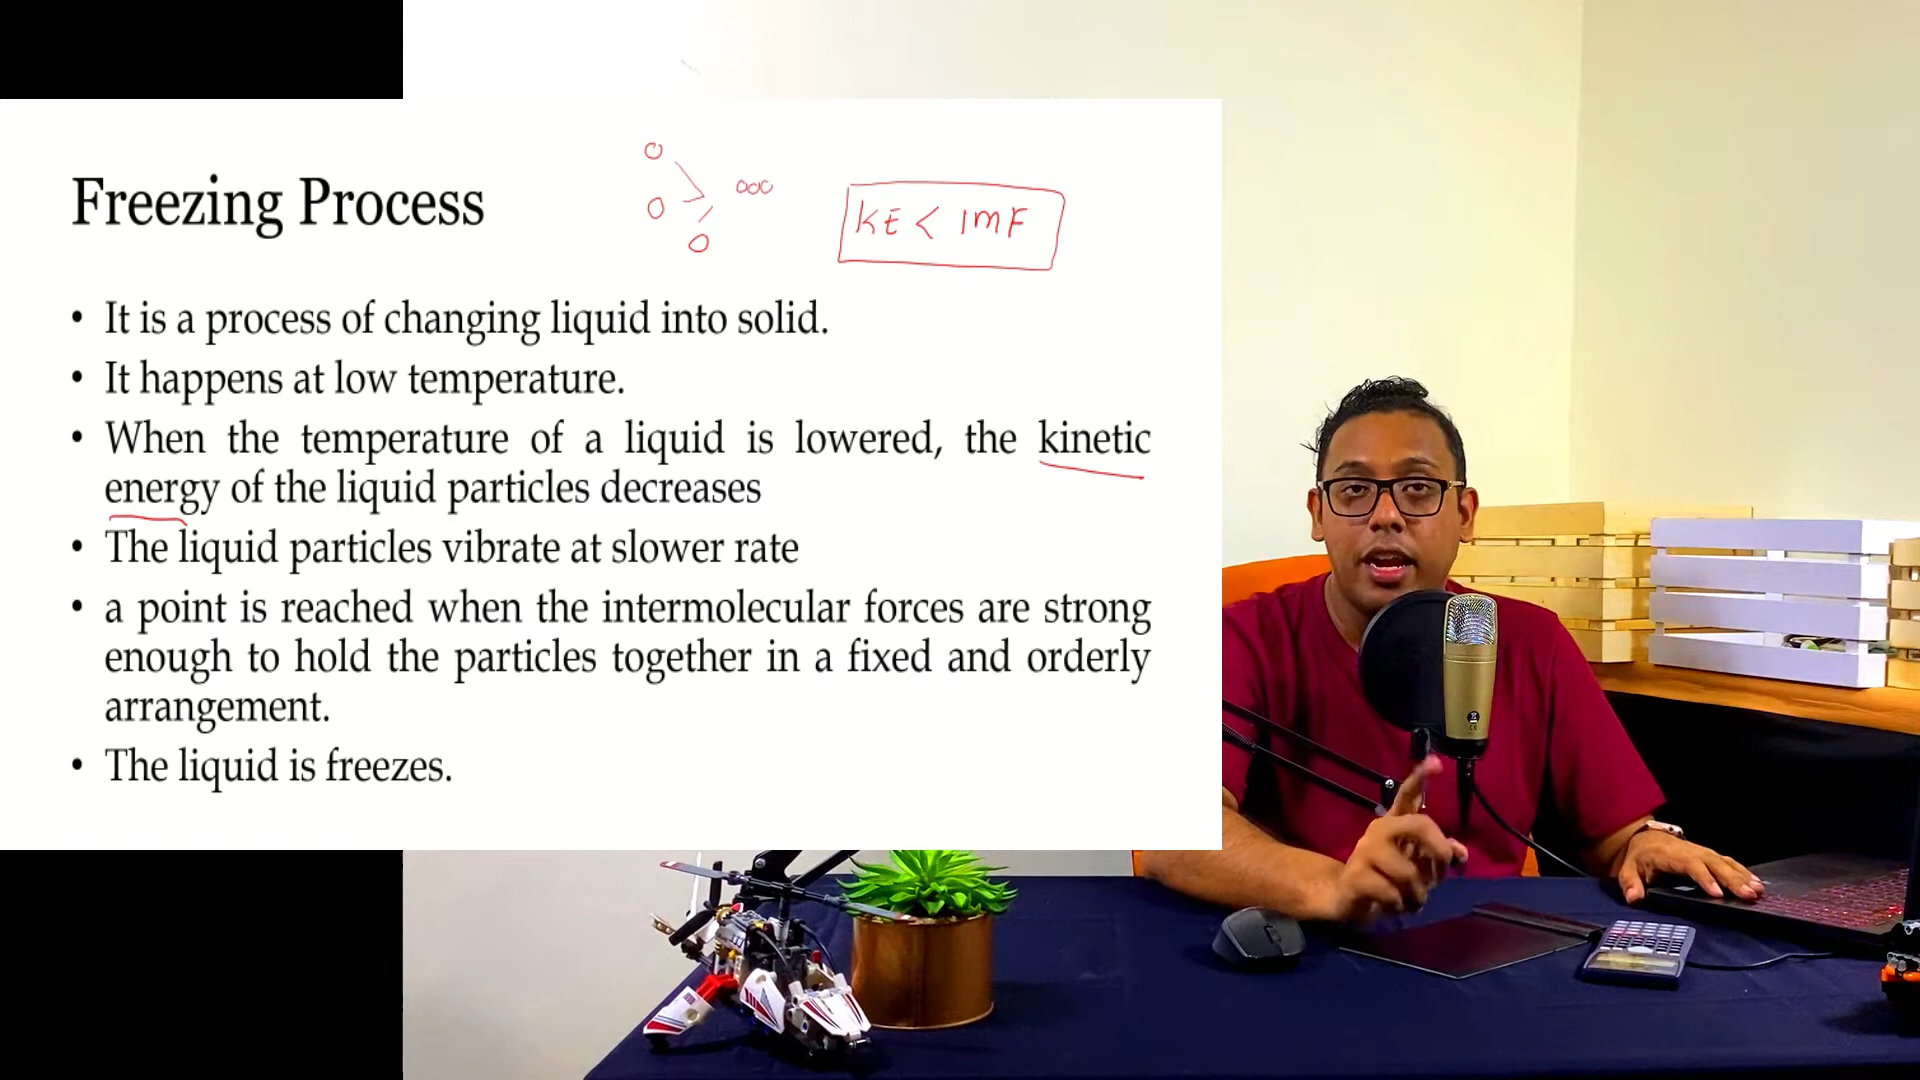 Freezing Process
KE < IMF
• It is a process of changing liquid into solid.
• It happens at low temperature.
• When the temperature of a liquid is lowered, the kinetic
energy of the liquid particles decreases
• The liquid particles vibrate at slower rate
• a point is reached when the intermolecular forces are strong
enough to hold the particles together in a fixed and orderly
arrangement.
• The liquid is freezes.